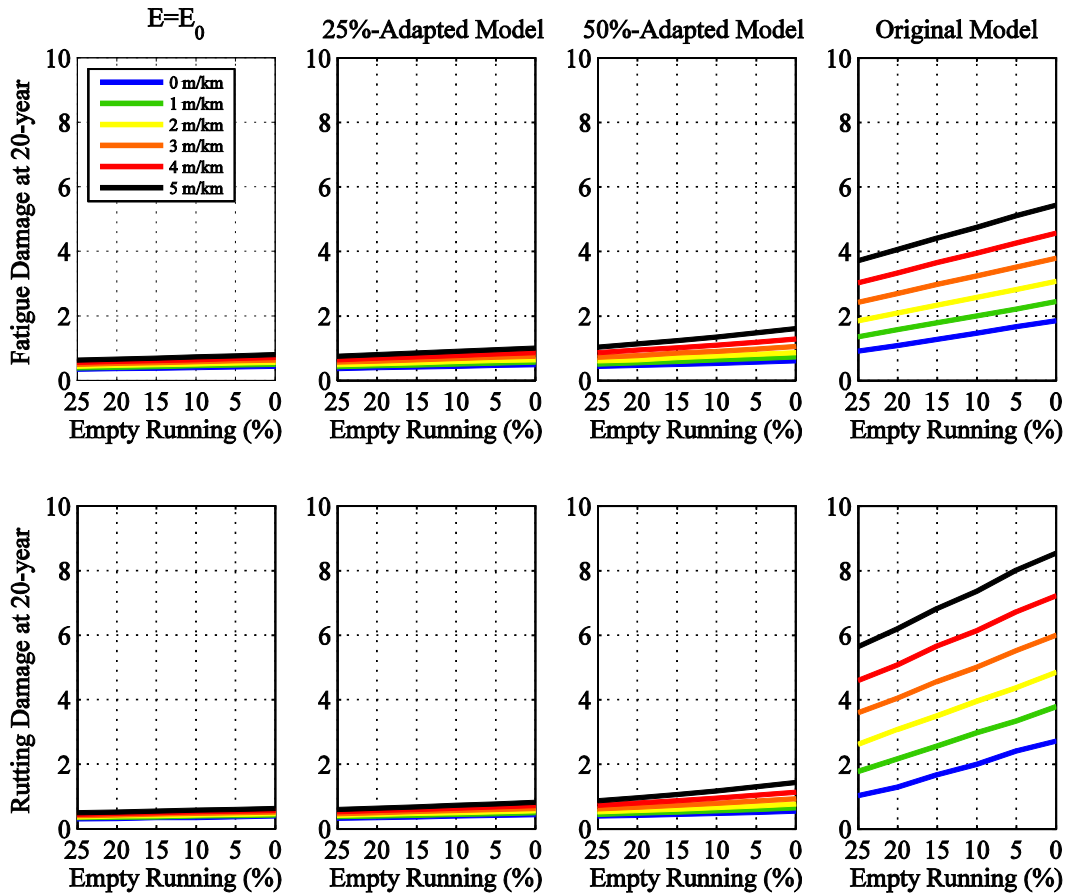 E=E₀ 25%-Adapted Model 50%-Adapted Model Original Model
Fatigue Damage at 20-year
10 10 10 10
8 8 8 8
6 6 6 6
4 4 4 4
2 2 2 2
0 0 0 0
0 m/km
1 m/km
2 m/km
3 m/km
4 m/km
5 m/km
25 20 15 10 5 0 25 20 15 10 5 0 25 20 15 10 5 0 25 20 15 10 5 0
Empty Running (%) Empty Running (%) Empty Running (%) Empty Running (%)
Rutting Damage at 20-year
10 10 10 10
8 8 8 8
6 6 6 6
4 4 4 4
2 2 2 2
0 0 0 0
25 20 15 10 5 0 25 20 15 10 5 0 25 20 15 10 5 0 25 20 15 10 5 0
Empty Running (%) Empty Running (%) Empty Running (%) Empty Running (%)